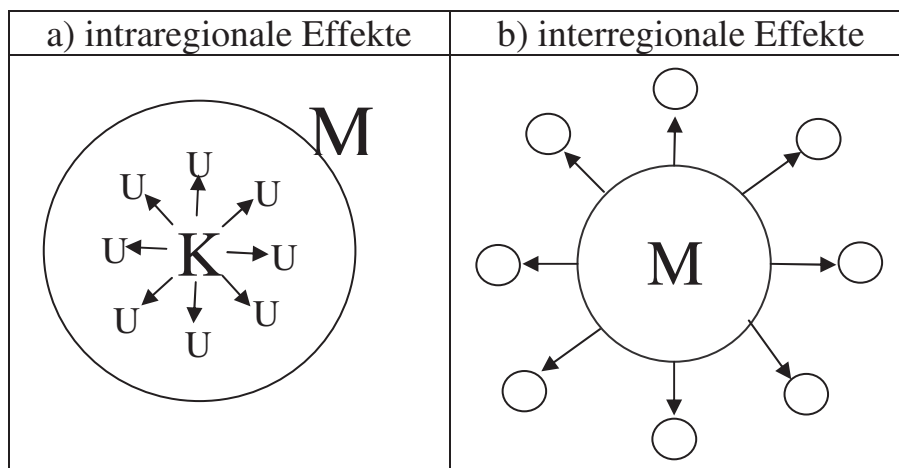 a) intraregionale Effekte
b) interregionale Effekte
M
U
U
U
U
K
U
U
U
U
M